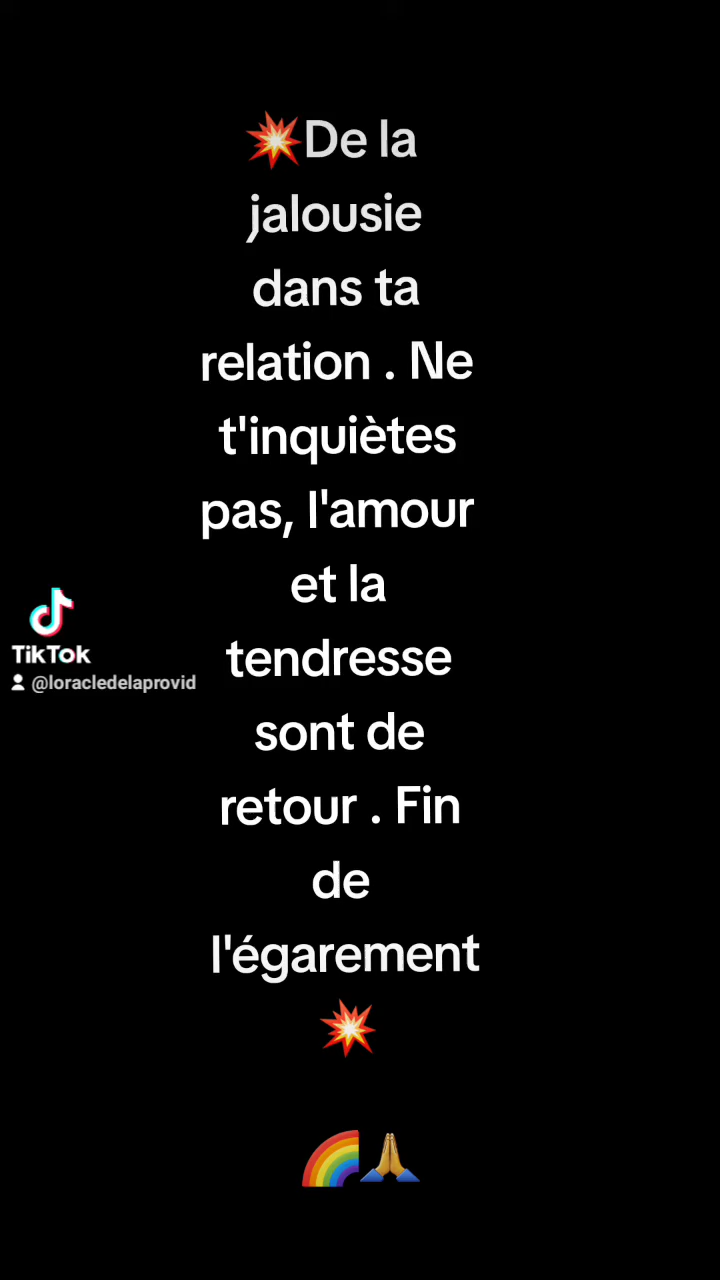 💥De la
jalousie
dans ta
relation . Ne
t'inquiètes
pas, l'amour
et la
tendresse
sont de
retour . Fin
de
l'égarement
💥
🌈🙏
TikTok
@loracledelaprovid